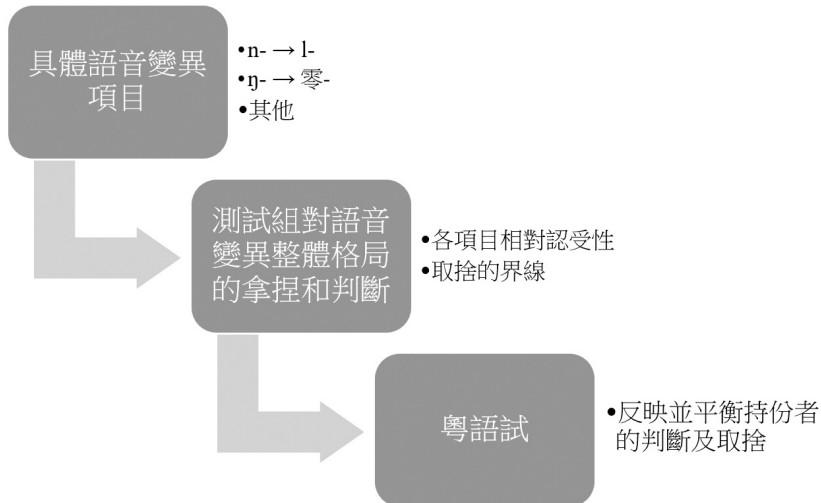 具體語音變異
項目
•n- → l-
•ŋ- → 零-
•其他
測試組對語音
變異整體格局
的拿捏和判斷
•各項目相對認受性
•取捨的界線
粵語試
•反映並平衡持份者
的判斷及取捨